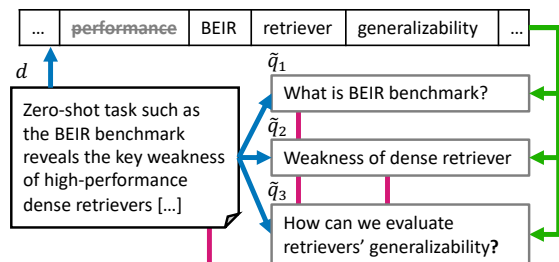 ... performance BEIR retriever generalizability ...
d
q̃1
Zero-shot task such as
the BEIR benchmark
reveals the key weakness
of high-performance
dense retrievers [...]
What is BEIR benchmark?
q̃2
Weakness of dense retriever
q̃3
How can we evaluate
retrievers' generalizability?